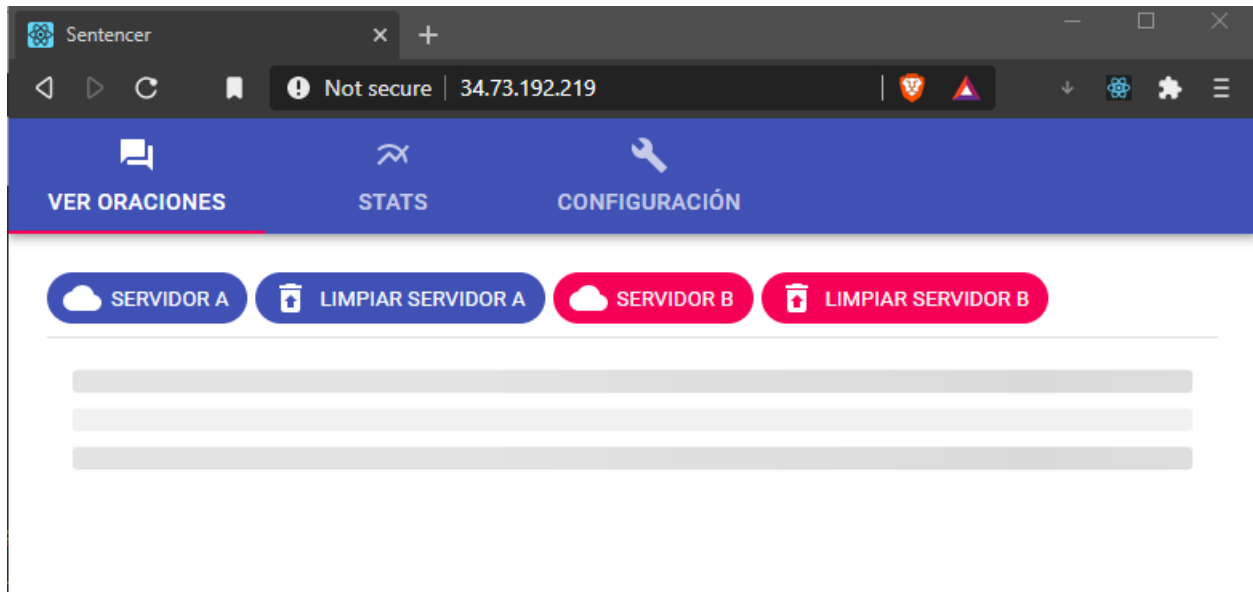 Sentencer
Not secure 34.73.192.219
VER ORACIONES STATS CONFIGURACIÓN
SERVIDOR A LIMPIAR SERVIDOR A SERVIDOR B LIMPIAR SERVIDOR B